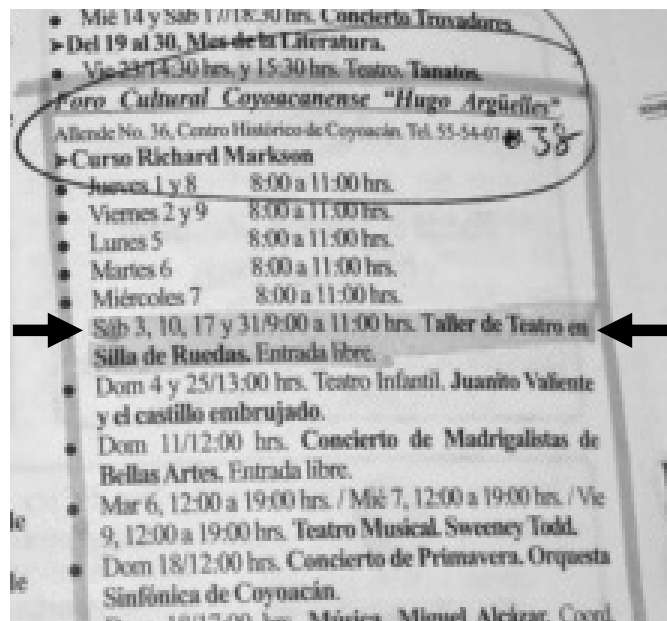 • Mié 14 y Sáb 17/18:30 hrs. Concierto Trovadores.
➤Del 19 al 30, Mes de la Literatura.
• Vie 23/14:30 hrs. y 15:30 hrs. Teatro. Tanatos.
Foro Cultural Coyoacanense "Hugo Argüelles"
Allende No. 36, Centro Histórico de Coyoacán. Tel. 55-54-07 38
➤Curso Richard Markson
• Jueves 1 y 8 8:00 a 11:00 hrs.
• Viernes 2 y 9 8:00 a 11:00 hrs.
• Lunes 5 8:00 a 11:00 hrs.
• Martes 6 8:00 a 11:00 hrs.
• Miércoles 7 8:00 a 11:00 hrs.
Sáb 3, 10, 17 y 31/9:00 a 11:00 hrs. Taller de Teatro en
Silla de Ruedas. Entrada libre.
• Dom 4 y 25/13:00 hrs. Teatro Infantil. Juanito Valiente
y el castillo embrujado.
• Dom 11/12:00 hrs. Concierto de Madrigalistas de
Bellas Artes. Entrada libre.
• Mar 6, 12:00 a 19:00 hrs. / Mié 7, 12:00 a 19:00 hrs. / Vie
9, 12:00 a 19:00 hrs. Teatro Musical. Sweeney Todd.
• Dom 18/12:00 hrs. Concierto de Primavera. Orquesta
Sinfónica de Coyoacán.
hrs. Música. Miguel Alcázar. Coord.